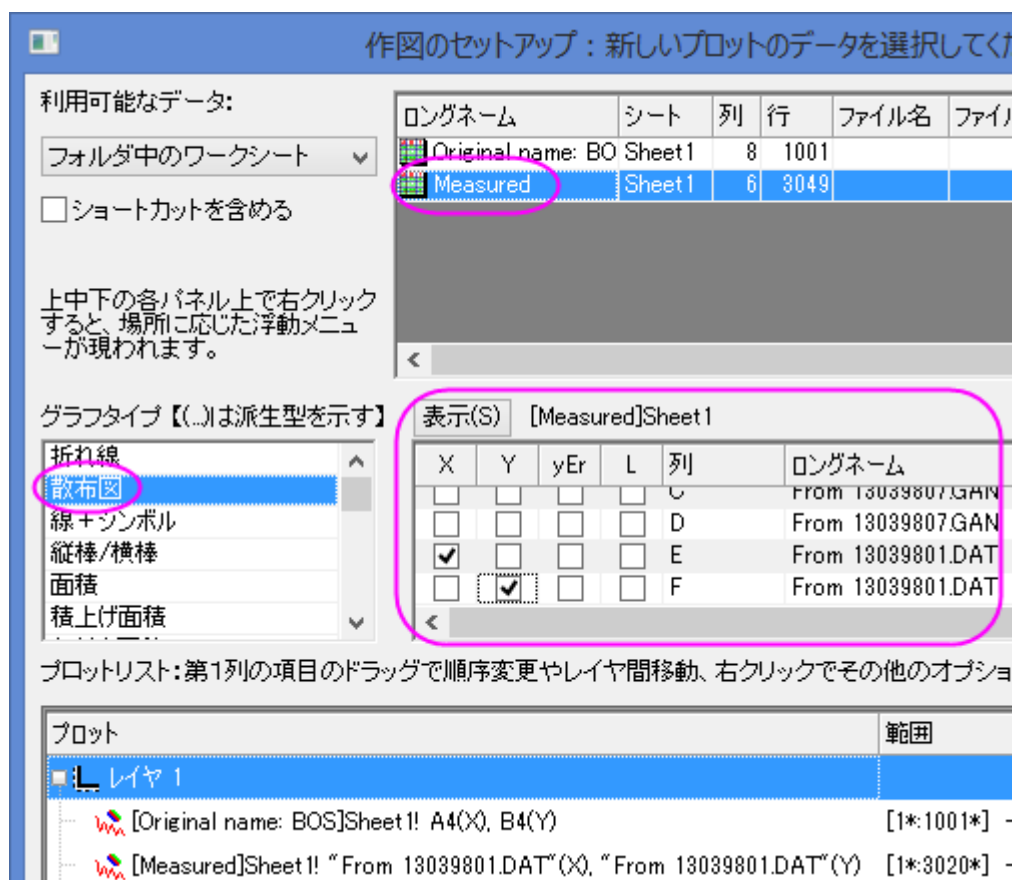 作図のセットアップ：新しいプロットのデータを選択してくだ
利用可能なデータ:
フォルダ中のワークシート
ショートカットを含める
上中下の各パネル上で右クリック
すると、場所に応じた浮動メニュ
ーが現われます。
ロングネーム シート 列 行 ファイル名 ファイル
Original name: BO Sheet1 8 1001
Measured Sheet1 6 3049
グラフタイプ【(...)は派生型を示す】
折れ線
散布図
線＋シンボル
縦棒/横棒
面積
積上げ面積
表示(S) [Measured]Sheet1
X Y yEr L 列 ロングネーム
C From 13039807.GAN
D From 13039807.GAN
E From 13039801.DAT
F From 13039801.DAT
プロットリスト：第1列の項目のドラッグで順序変更やレイヤ間移動、右クリックでその他のオプショ
プロット 範囲
レイヤ 1
[Original name: BOS]Sheet1! A4(X), B4(Y) [1*:1001*] -
[Measured]Sheet1! "From 13039801.DAT"(X), "From 13039801.DAT"(Y) [1*:3020*] -